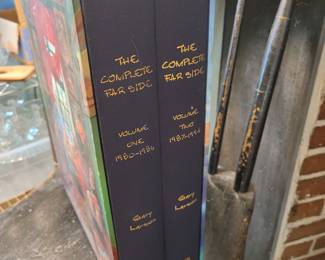 THE
COMPLETE
FAR SIDE
VOLUME
ONE
1980-1986
GARY
LARSON
THE
COMPLETE
FAR SIDE
VOLUME
TWO
1987-1994
GARY
LARSON